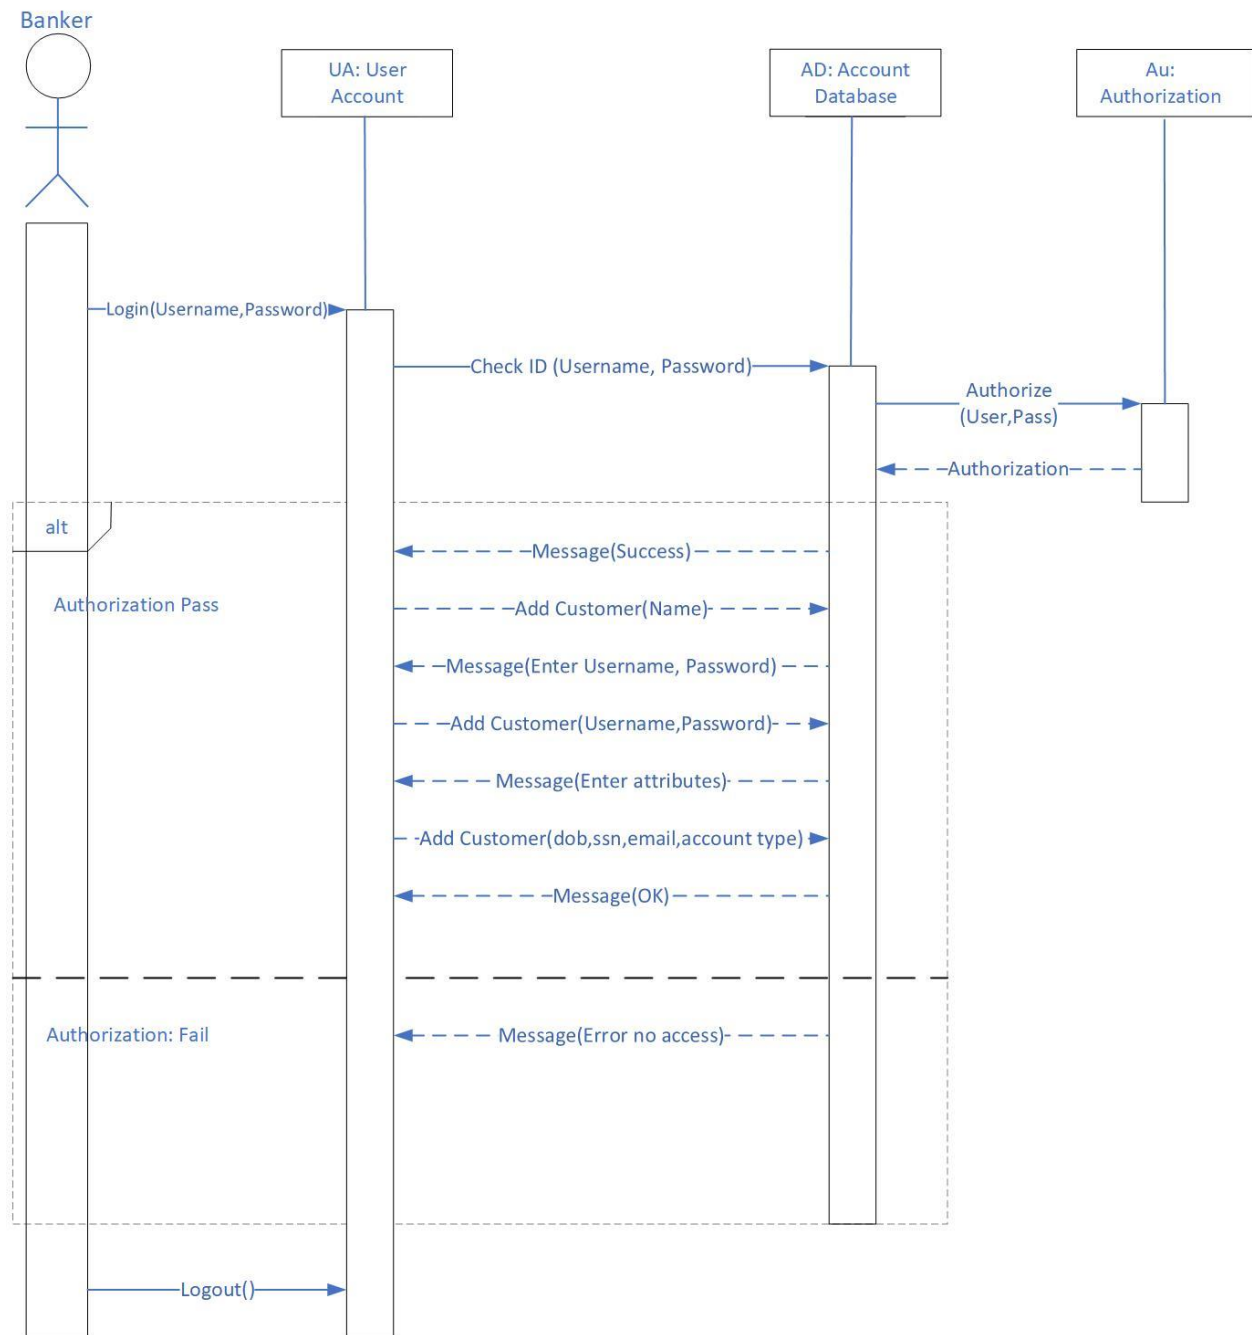 Banker
UA: User
Account
AD: Account
Database
Au:
Authorization
Login(Username,Password)
Check ID (Username, Password)
Authorize
(User,Pass)
Authorization
alt
Message(Success)
Authorization Pass
Add Customer(Name)
Message(Enter Username, Password)
Add Customer(Username,Password)
Message(Enter attributes)
Add Customer(dob,ssn,email,account type)
Message(OK)
Authorization: Fail
Message(Error no access)
Logout()